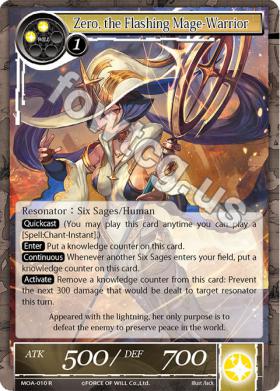 Zero, the Flashing Mage-Warrior
WILL
1
fowtcg-us
Resonator : Six Sages/Human
Quickcast (You may play this card anytime you can play a
[Spell:Chant-Instant].)
Enter Put a knowledge counter on this card.
Continuous Whenever another Six Sages enters your field, put a
knowledge counter on this card.
Activate Remove a knowledge counter from this card: Prevent
the next 300 damage that would be dealt to target resonator
this turn.
Appeared with the lightning, her only purpose is to
defeat the enemy to preserve peace in the world.
ATK 500/ DEF 700
MOA-010 R ©FORCE OF WILL Co.,Ltd. Illust /Jack